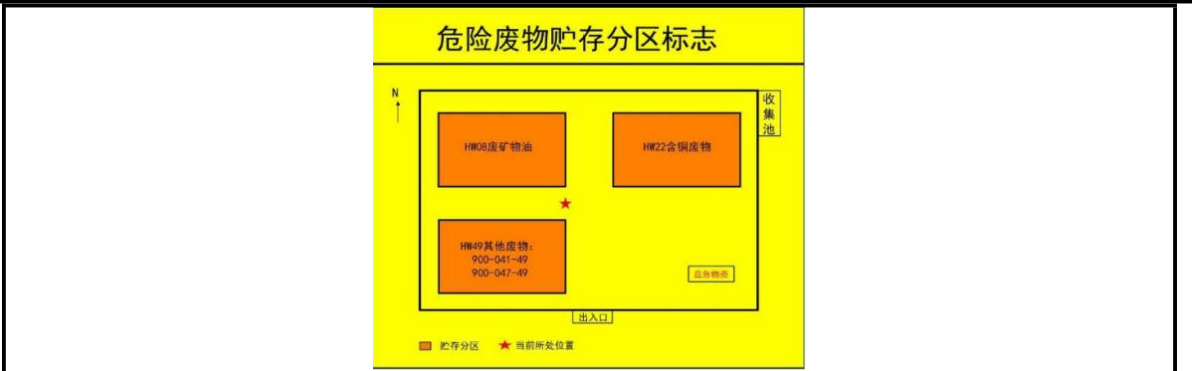 危险废物贮存分区标志
N
收集池
HW08废矿物油
HW22含铜废物
HW49其他废物:
900-041-49
900-047-49
应急物资
出入口
贮存分区
当前所处位置